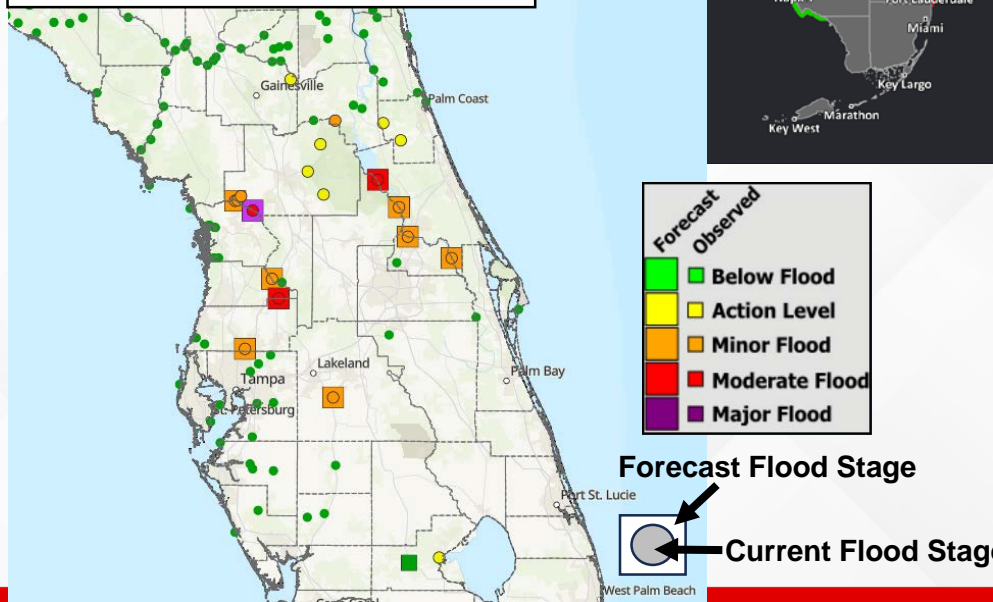 Fort Lauderdale
Miami
Key Largo
Marathon
Key West
Gainesville
Palm Coast
Lakeland
Palm Bay
Tampa
St. Petersburg
Port St. Lucie
West Palm Beach
Forecast
Observed
Below Flood
Action Level
Minor Flood
Moderate Flood
Major Flood
Forecast Flood Stage
Current Flood Stage